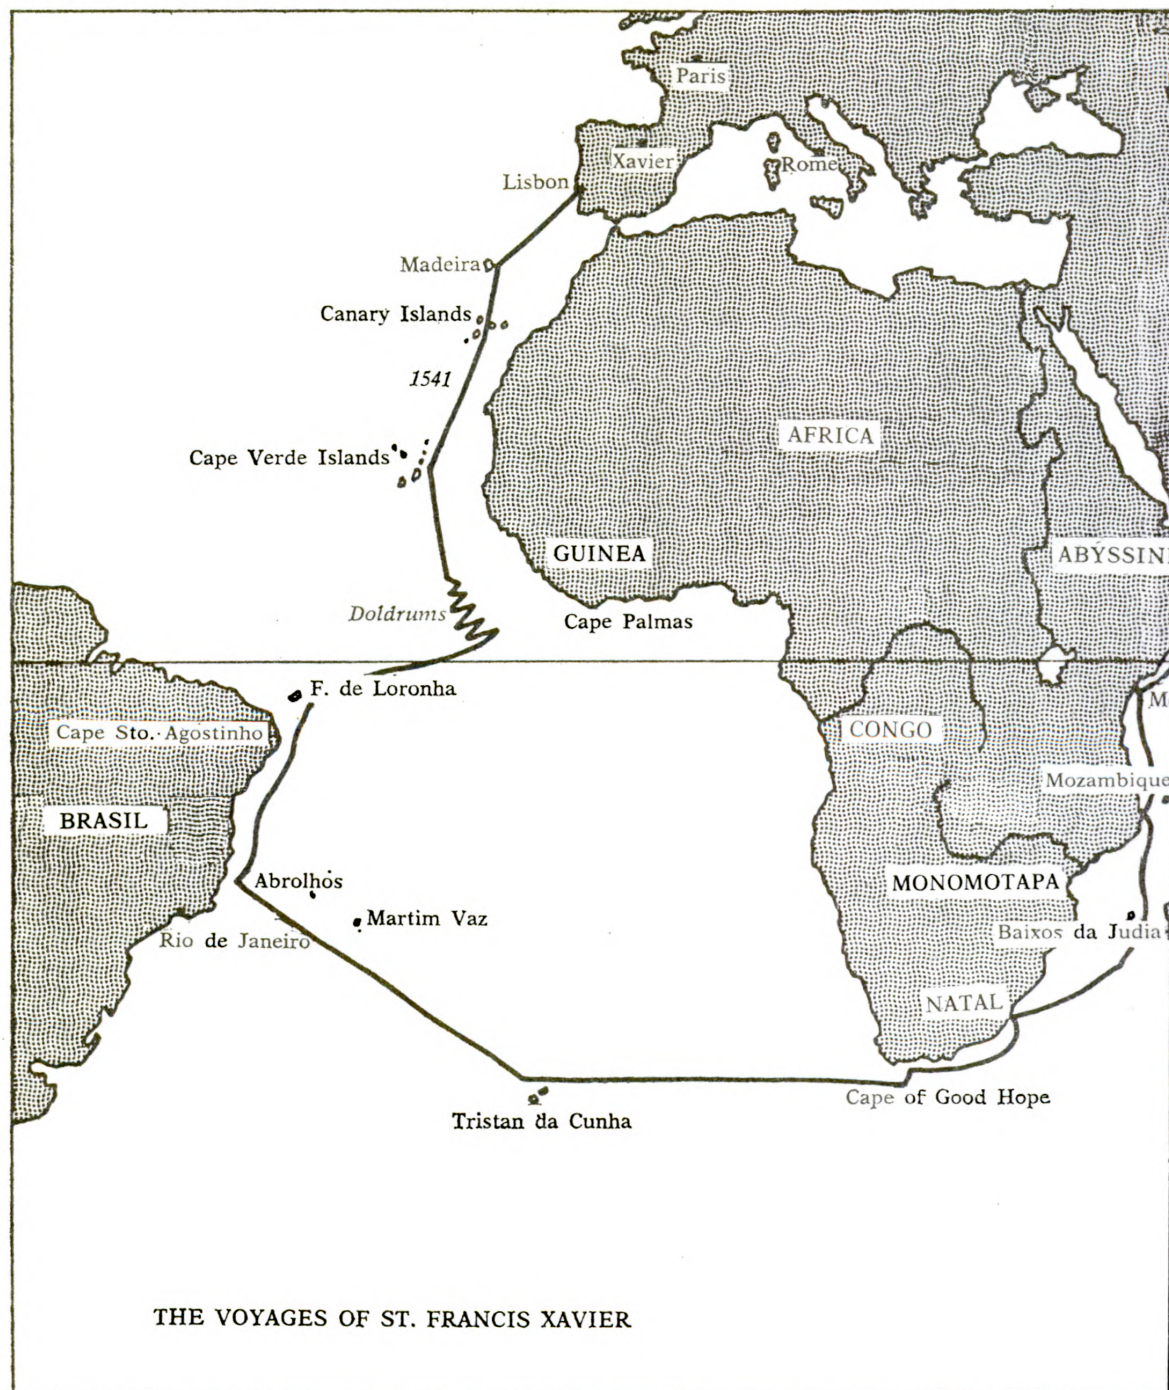 Paris
Xavier
Rome
Lisbon
Madeira
Canary Islands
1541
AFRICA
Cape Verde Islands
GUINEA
ABYSSIN
Doldrums
Cape Palmas
F. de Loronha
Cape Sto. Agostinho
CONGO
Mozambique
BRASIL
Abrolhos
MONOMOTAPA
Martim Vaz
Rio de Janeiro
Baixos da Judia
NATAL
Cape of Good Hope
Tristan da Cunha
THE VOYAGES OF ST. FRANCIS XAVIER